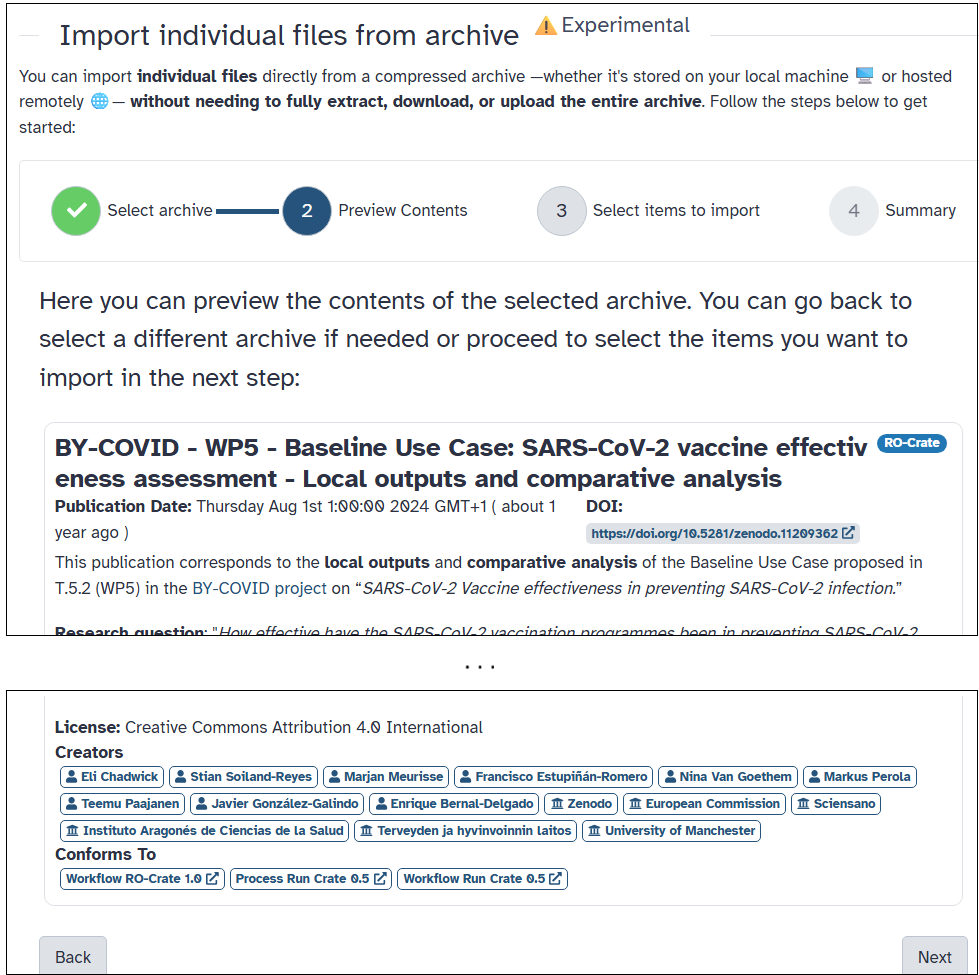 Import individual files from archive ⚠ Experimental
You can import individual files directly from a compressed archive —whether it's stored on your local machine 🖥️ or hosted
remotely 🌐 — without needing to fully extract, download, or upload the entire archive. Follow the steps below to get
started:
Select archive 2 Preview Contents 3 Select items to import 4 Summary
Here you can preview the contents of the selected archive. You can go back to
select a different archive if needed or proceed to select the items you want to
import in the next step:
BY-COVID - WP5 - Baseline Use Case: SARS-CoV-2 vaccine effectiv RO-Crate
eness assessment - Local outputs and comparative analysis
Publication Date: Thursday Aug 1st 1:00:00 2024 GMT+1 ( about 1 DOI:
year ago ) https://doi.org/10.5281/zenodo.11209362
This publication corresponds to the local outputs and comparative analysis of the Baseline Use Case proposed in
T.5.2 (WP5) in the BY-COVID project on “SARS-CoV-2 Vaccine effectiveness in preventing SARS-CoV-2 infection.”
Research question: "How effective have the SARS-CoV-2 vaccination programmes been in preventing SARS-CoV-2
...
License: Creative Commons Attribution 4.0 International
Creators
Eli Chadwick Stian Soiland-Reyes Marjan Meurisse Francisco Estupiñán-Romero Nina Van Goethem Markus Perola
Teemu Paajanen Javier González-Galindo Enrique Bernal-Delgado Zenodo European Commission Sciensano
Instituto Aragonés de Ciencias de la Salud Terveyden ja hyvinvoinnin laitos University of Manchester
Conforms To
Workflow RO-Crate 1.0 Process Run Crate 0.5 Workflow Run Crate 0.5
Back Next